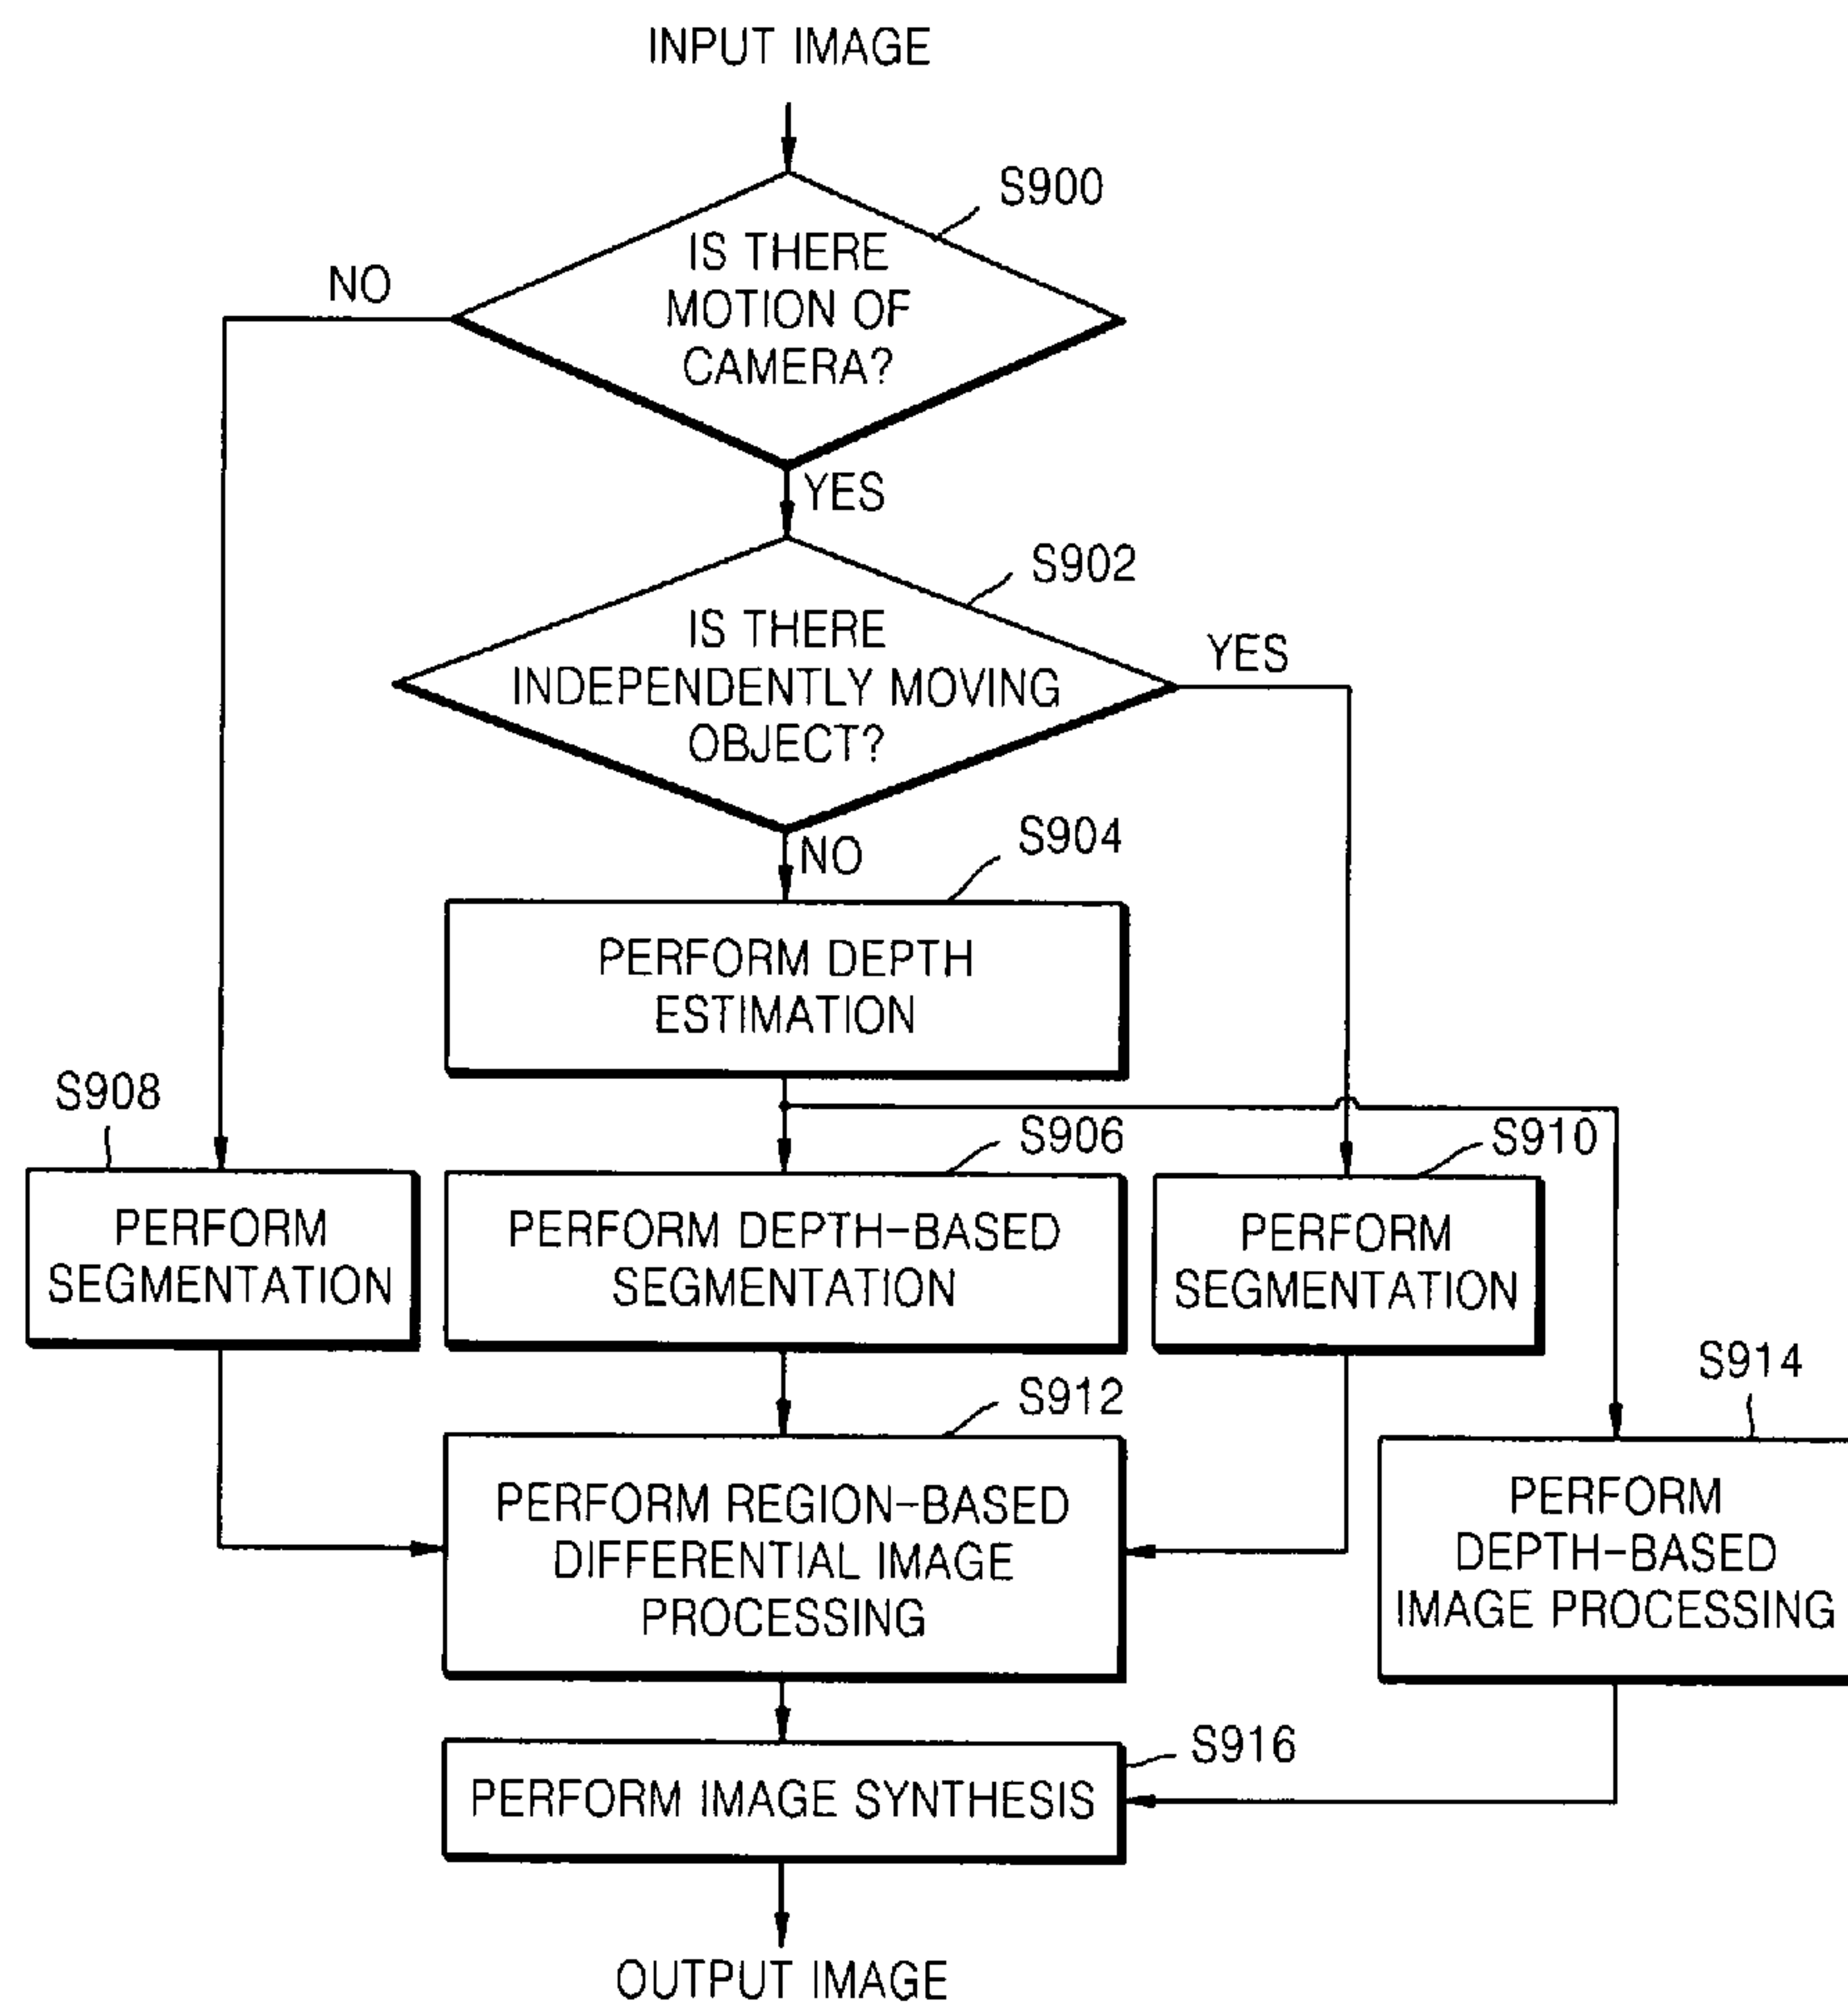 INPUT IMAGE
S900
IS THERE
MOTION OF
CAMERA?
NO
YES
S902
IS THERE
INDEPENDENTLY MOVING
OBJECT?
YES
NO
S904
PERFORM DEPTH
ESTIMATION
S908
PERFORM
SEGMENTATION
S906
PERFORM DEPTH-BASED
SEGMENTATION
S910
PERFORM
SEGMENTATION
S912
PERFORM REGION-BASED
DIFFERENTIAL IMAGE
PROCESSING
S914
PERFORM
DEPTH-BASED
IMAGE PROCESSING
S916
PERFORM IMAGE SYNTHESIS
OUTPUT IMAGE